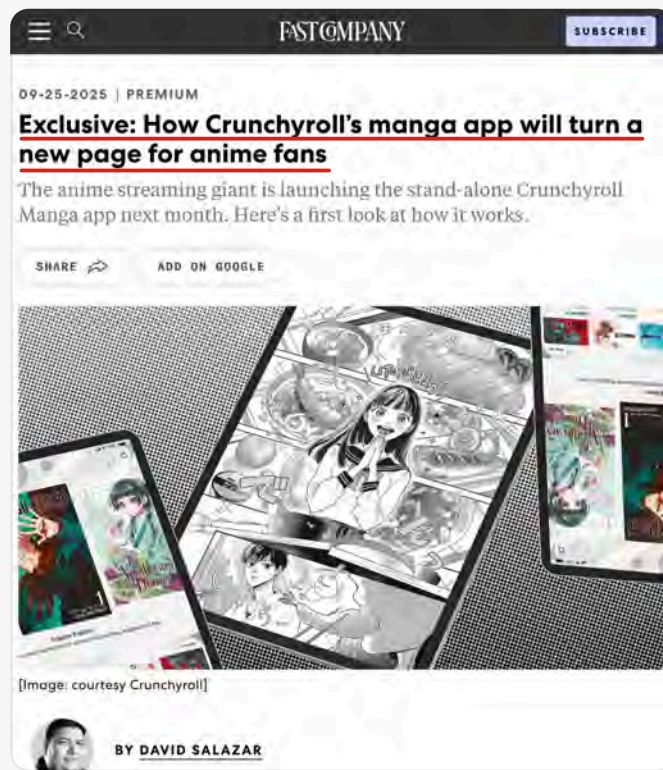 FAST COMPANY
SUBSCRIBE
09-25-2025 | PREMIUM
Exclusive: How Crunchyroll's manga app will turn a
new page for anime fans
The anime streaming giant is launching the stand-alone Crunchyroll
Manga app next month. Here's a first look at how it works.
SHARE
ADD ON GOOGLE
[Image: courtesy Crunchyroll]
BY DAVID SALAZAR